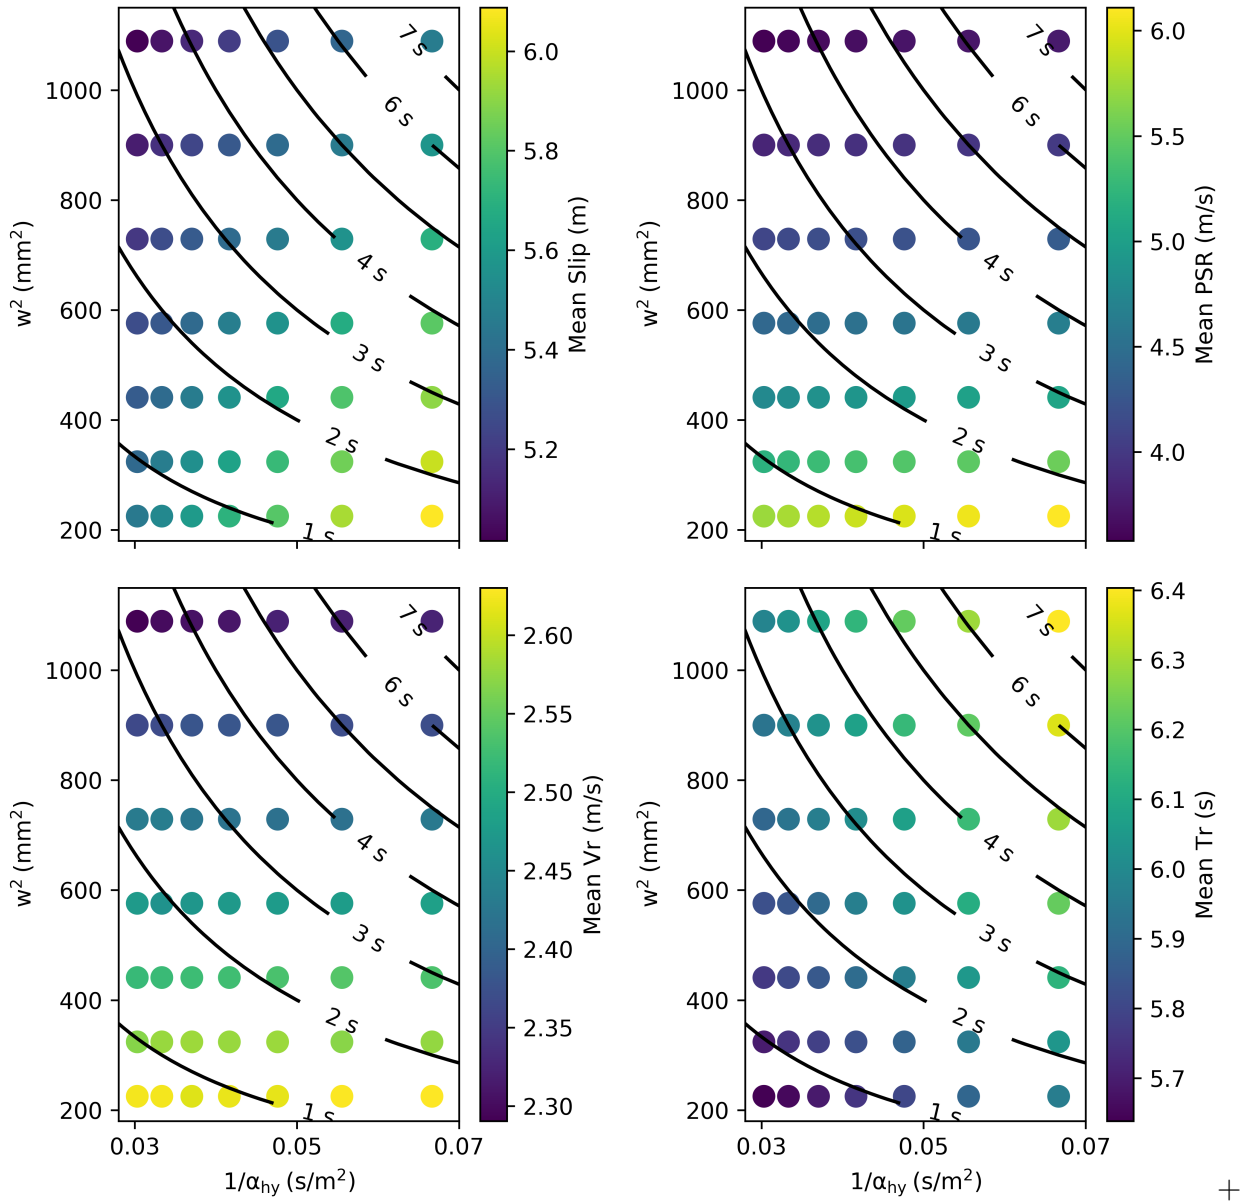 7 s
6 s
4 s
3 s
2 s
1 s
1000
800
600
400
200
w² (mm²)
6.0
5.8
5.6
5.4
5.2
Mean Slip (m)
7 s
6 s
4 s
3 s
2 s
1 s
1000
800
600
400
200
w² (mm²)
6.0
5.5
5.0
4.5
4.0
Mean PSR (m/s)
7 s
6 s
4 s
3 s
2 s
1 s
1000
800
600
400
200
w² (mm²)
0.03 0.05 0.07
1/αhy (s/m²)
2.60
2.55
2.50
2.45
2.40
2.35
2.30
Mean Vr (m/s)
7 s
6 s
4 s
3 s
2 s
1 s
1000
800
600
400
200
w² (mm²)
0.03 0.05 0.07
1/αhy (s/m²)
6.4
6.3
6.2
6.1
6.0
5.9
5.8
5.7
Mean Tr (s)
+